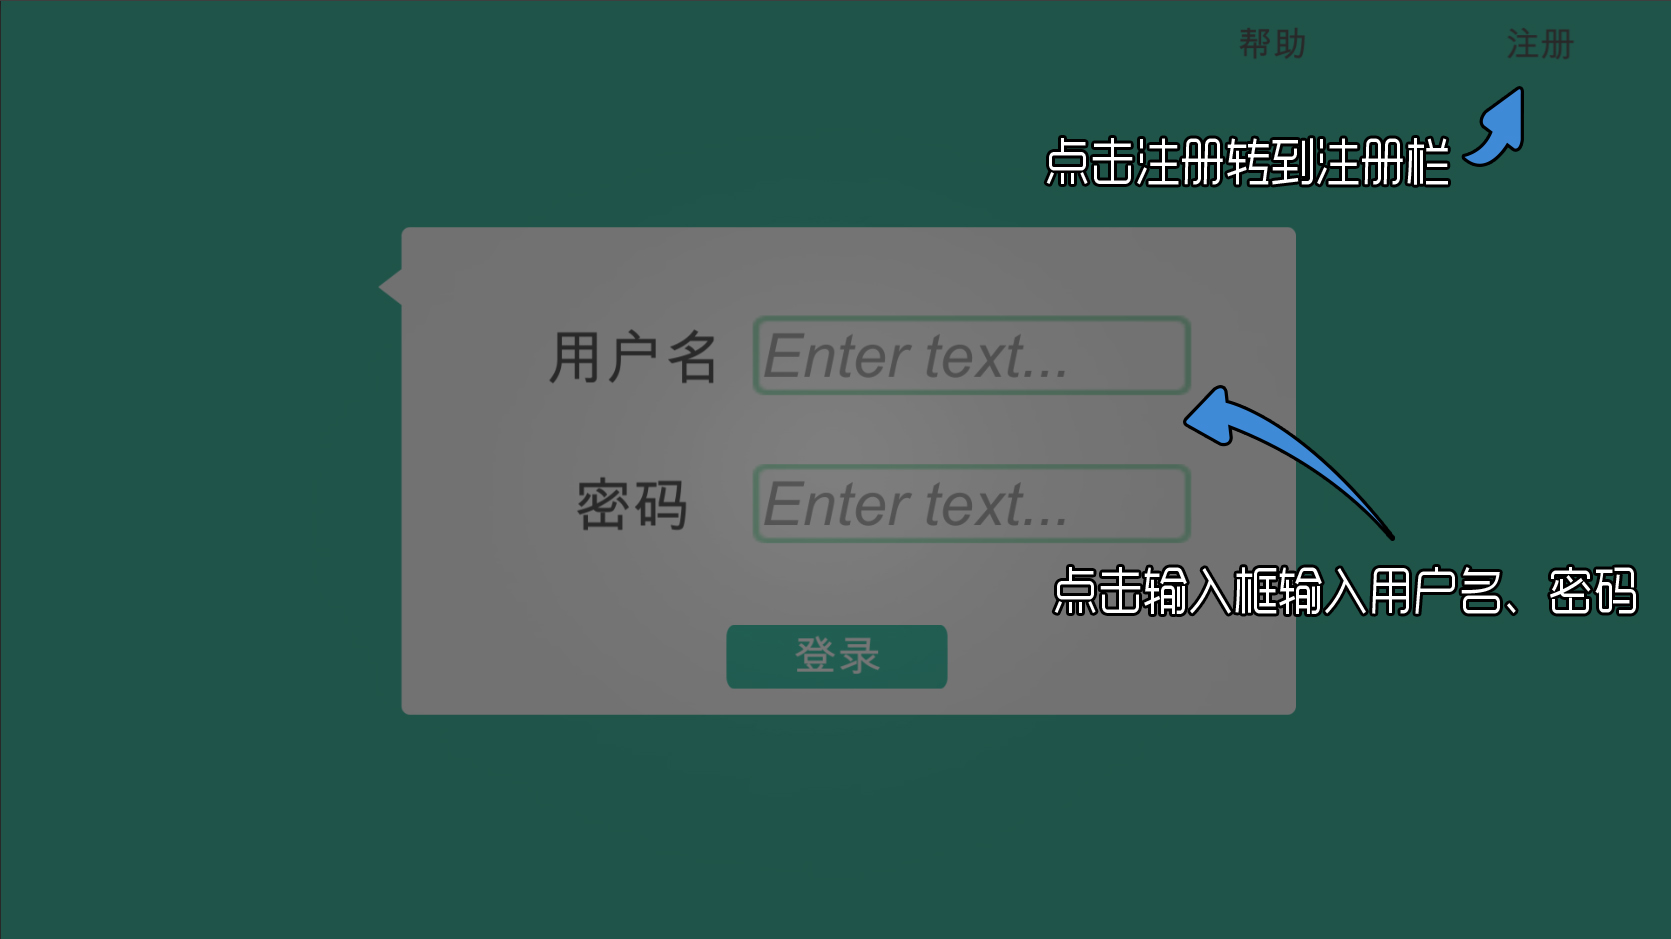 帮助 注册
点击注册转到注册栏
用户名 Enter text...
密码 Enter text...
点击输入框输入用户名、密码
登录